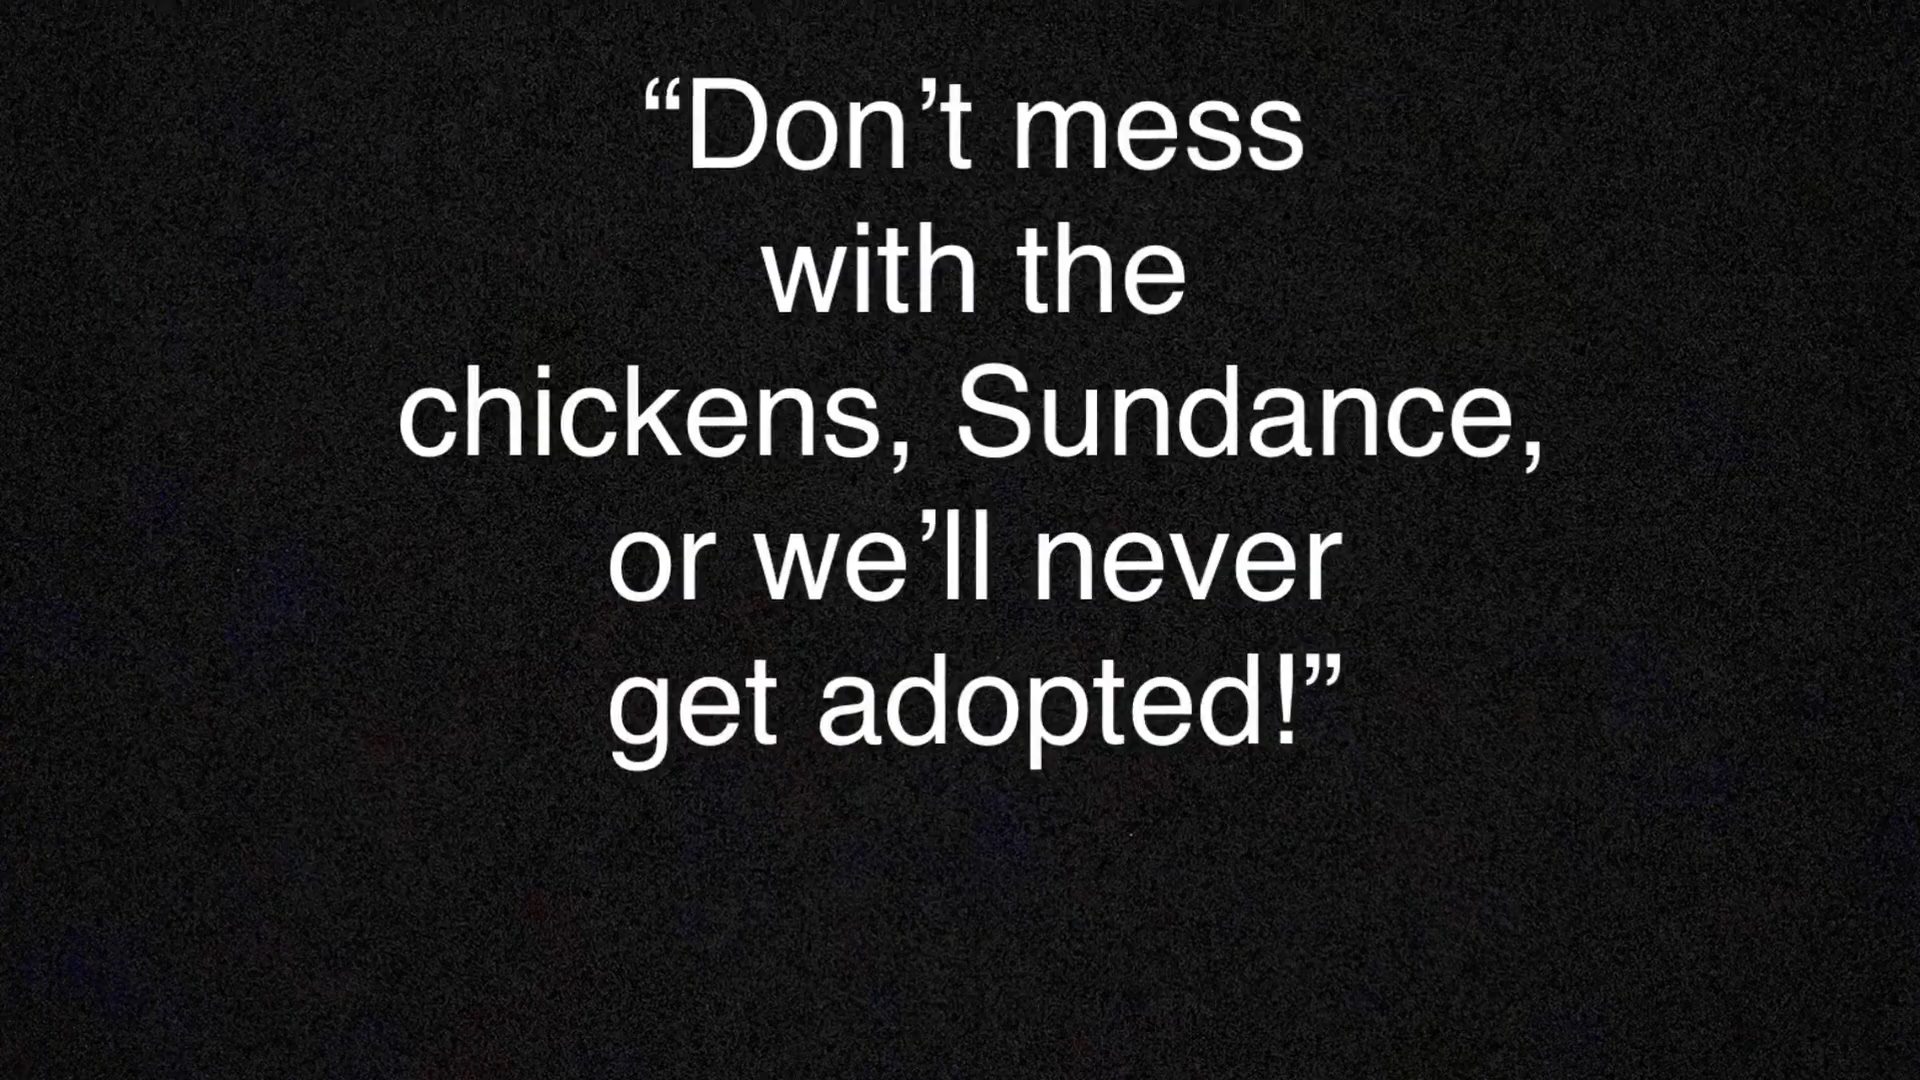 “Don’t mess
with the
chickens, Sundance,
or we’ll never
get adopted!”